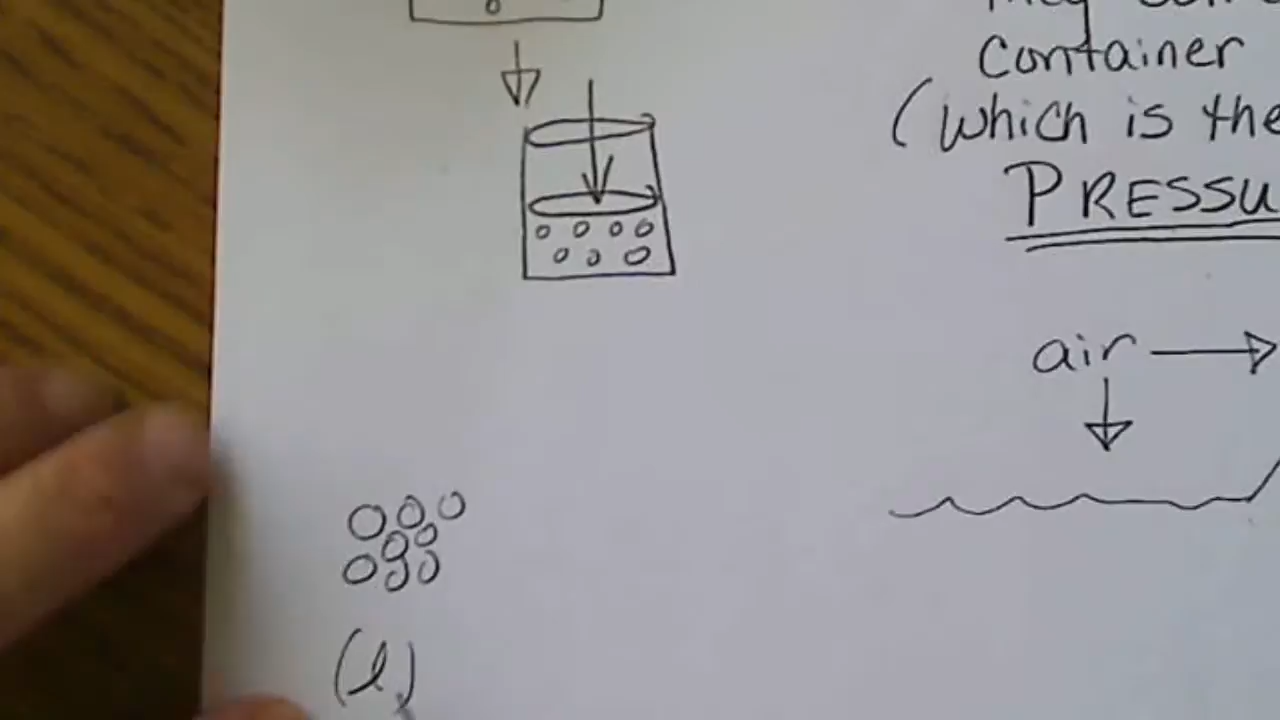 container
(which is the
PRESSU
air
(l)